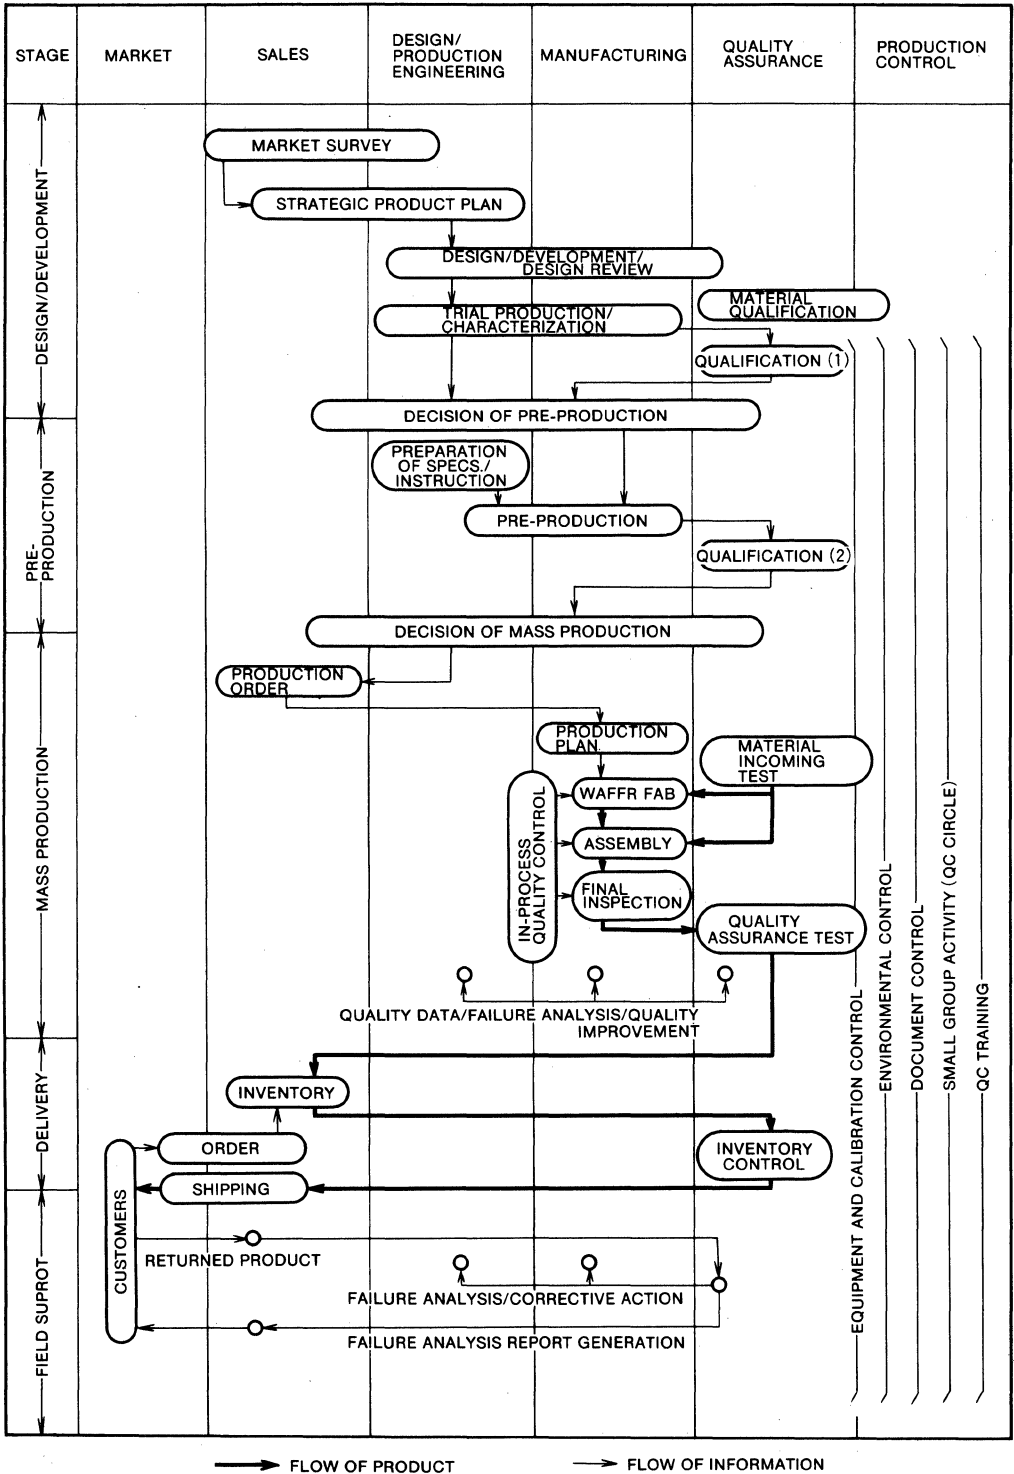 STAGE
MARKET
SALES
DESIGN/
PRODUCTION
ENGINEERING
MANUFACTURING
QUALITY
ASSURANCE
PRODUCTION
CONTROL
DESIGN/DEVELOPMENT
MARKET SURVEY
STRATEGIC PRODUCT PLAN
DESIGN/DEVELOPMENT/
DESIGN REVIEW
MATERIAL
QUALIFICATION
TRIAL PRODUCTION/
CHARACTERIZATION
QUALIFICATION (1)
DECISION OF PRE-PRODUCTION
PRE-
PRODUCTION
PREPARATION
OF SPECS./
INSTRUCTION
PRE-PRODUCTION
QUALIFICATION (2)
DECISION OF MASS PRODUCTION
MASS PRODUCTION
PRODUCTION
ORDER
PRODUCTION
PLAN
MATERIAL
INCOMING
TEST
IN-PROCESS
QUALITY CONTROL
WAFFR FAB
ASSEMBLY
FINAL
INSPECTION
QUALITY
ASSURANCE TEST
QUALITY DATA/FAILURE ANALYSIS/QUALITY
IMPROVEMENT
DELIVERY
INVENTORY
ORDER
INVENTORY
CONTROL
SHIPPING
FIELD SUPROT
CUSTOMERS
RETURNED PRODUCT
FAILURE ANALYSIS/CORRECTIVE ACTION
FAILURE ANALYSIS REPORT GENERATION
EQUIPMENT AND CALIBRATION CONTROL
ENVIRONMENTAL CONTROL
DOCUMENT CONTROL
SMALL GROUP ACTIVITY (QC CIRCLE)
QC TRAINING
FLOW OF PRODUCT
FLOW OF INFORMATION